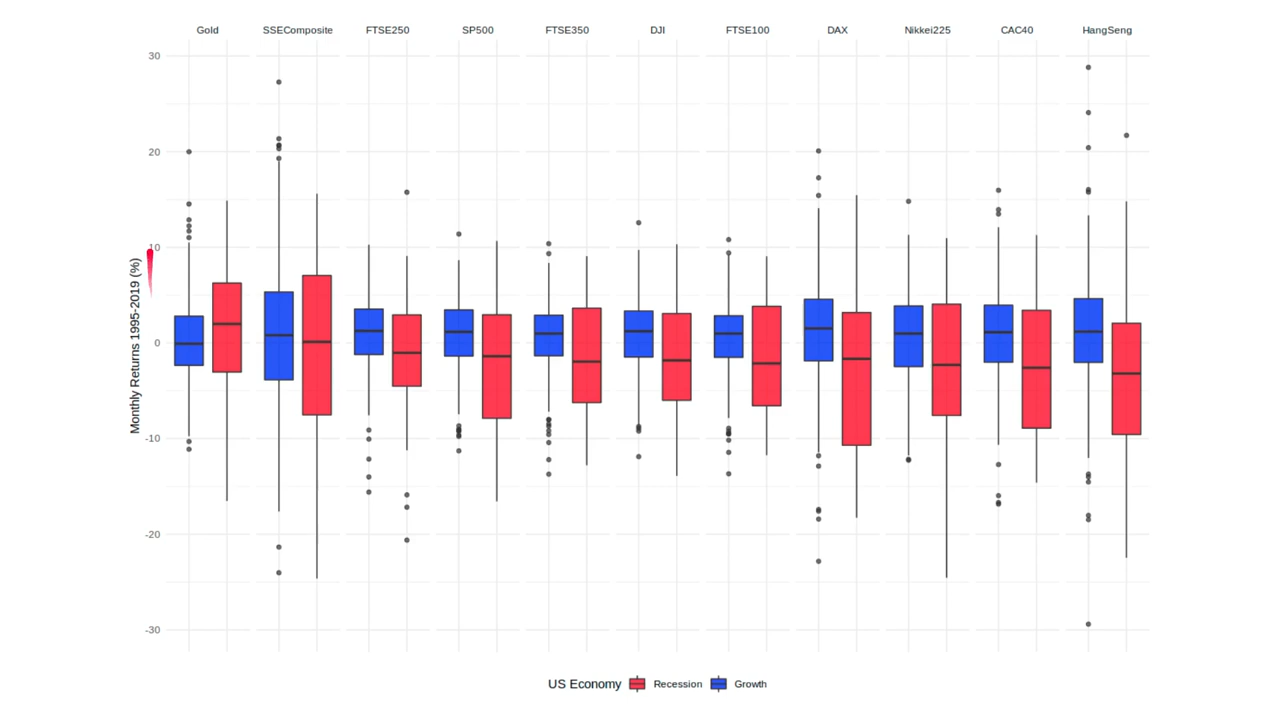 Gold SSEComposite FTSE250 SP500 FTSE350 DJI FTSE100 DAX Nikkei225 CAC40 HangSeng
30
20
10
0
-10
-20
-30
Monthly Returns 1995-2019 (%)
US Economy Recession Growth